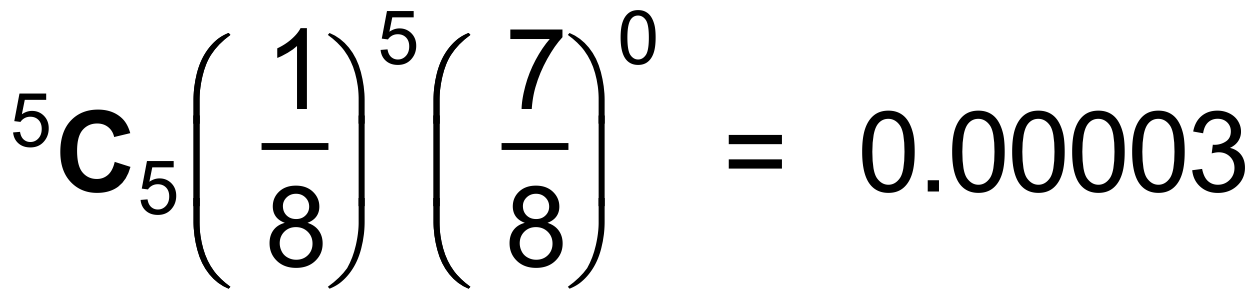 ⁵C₅(1/8)⁵(7/8)⁰ = 0.00003